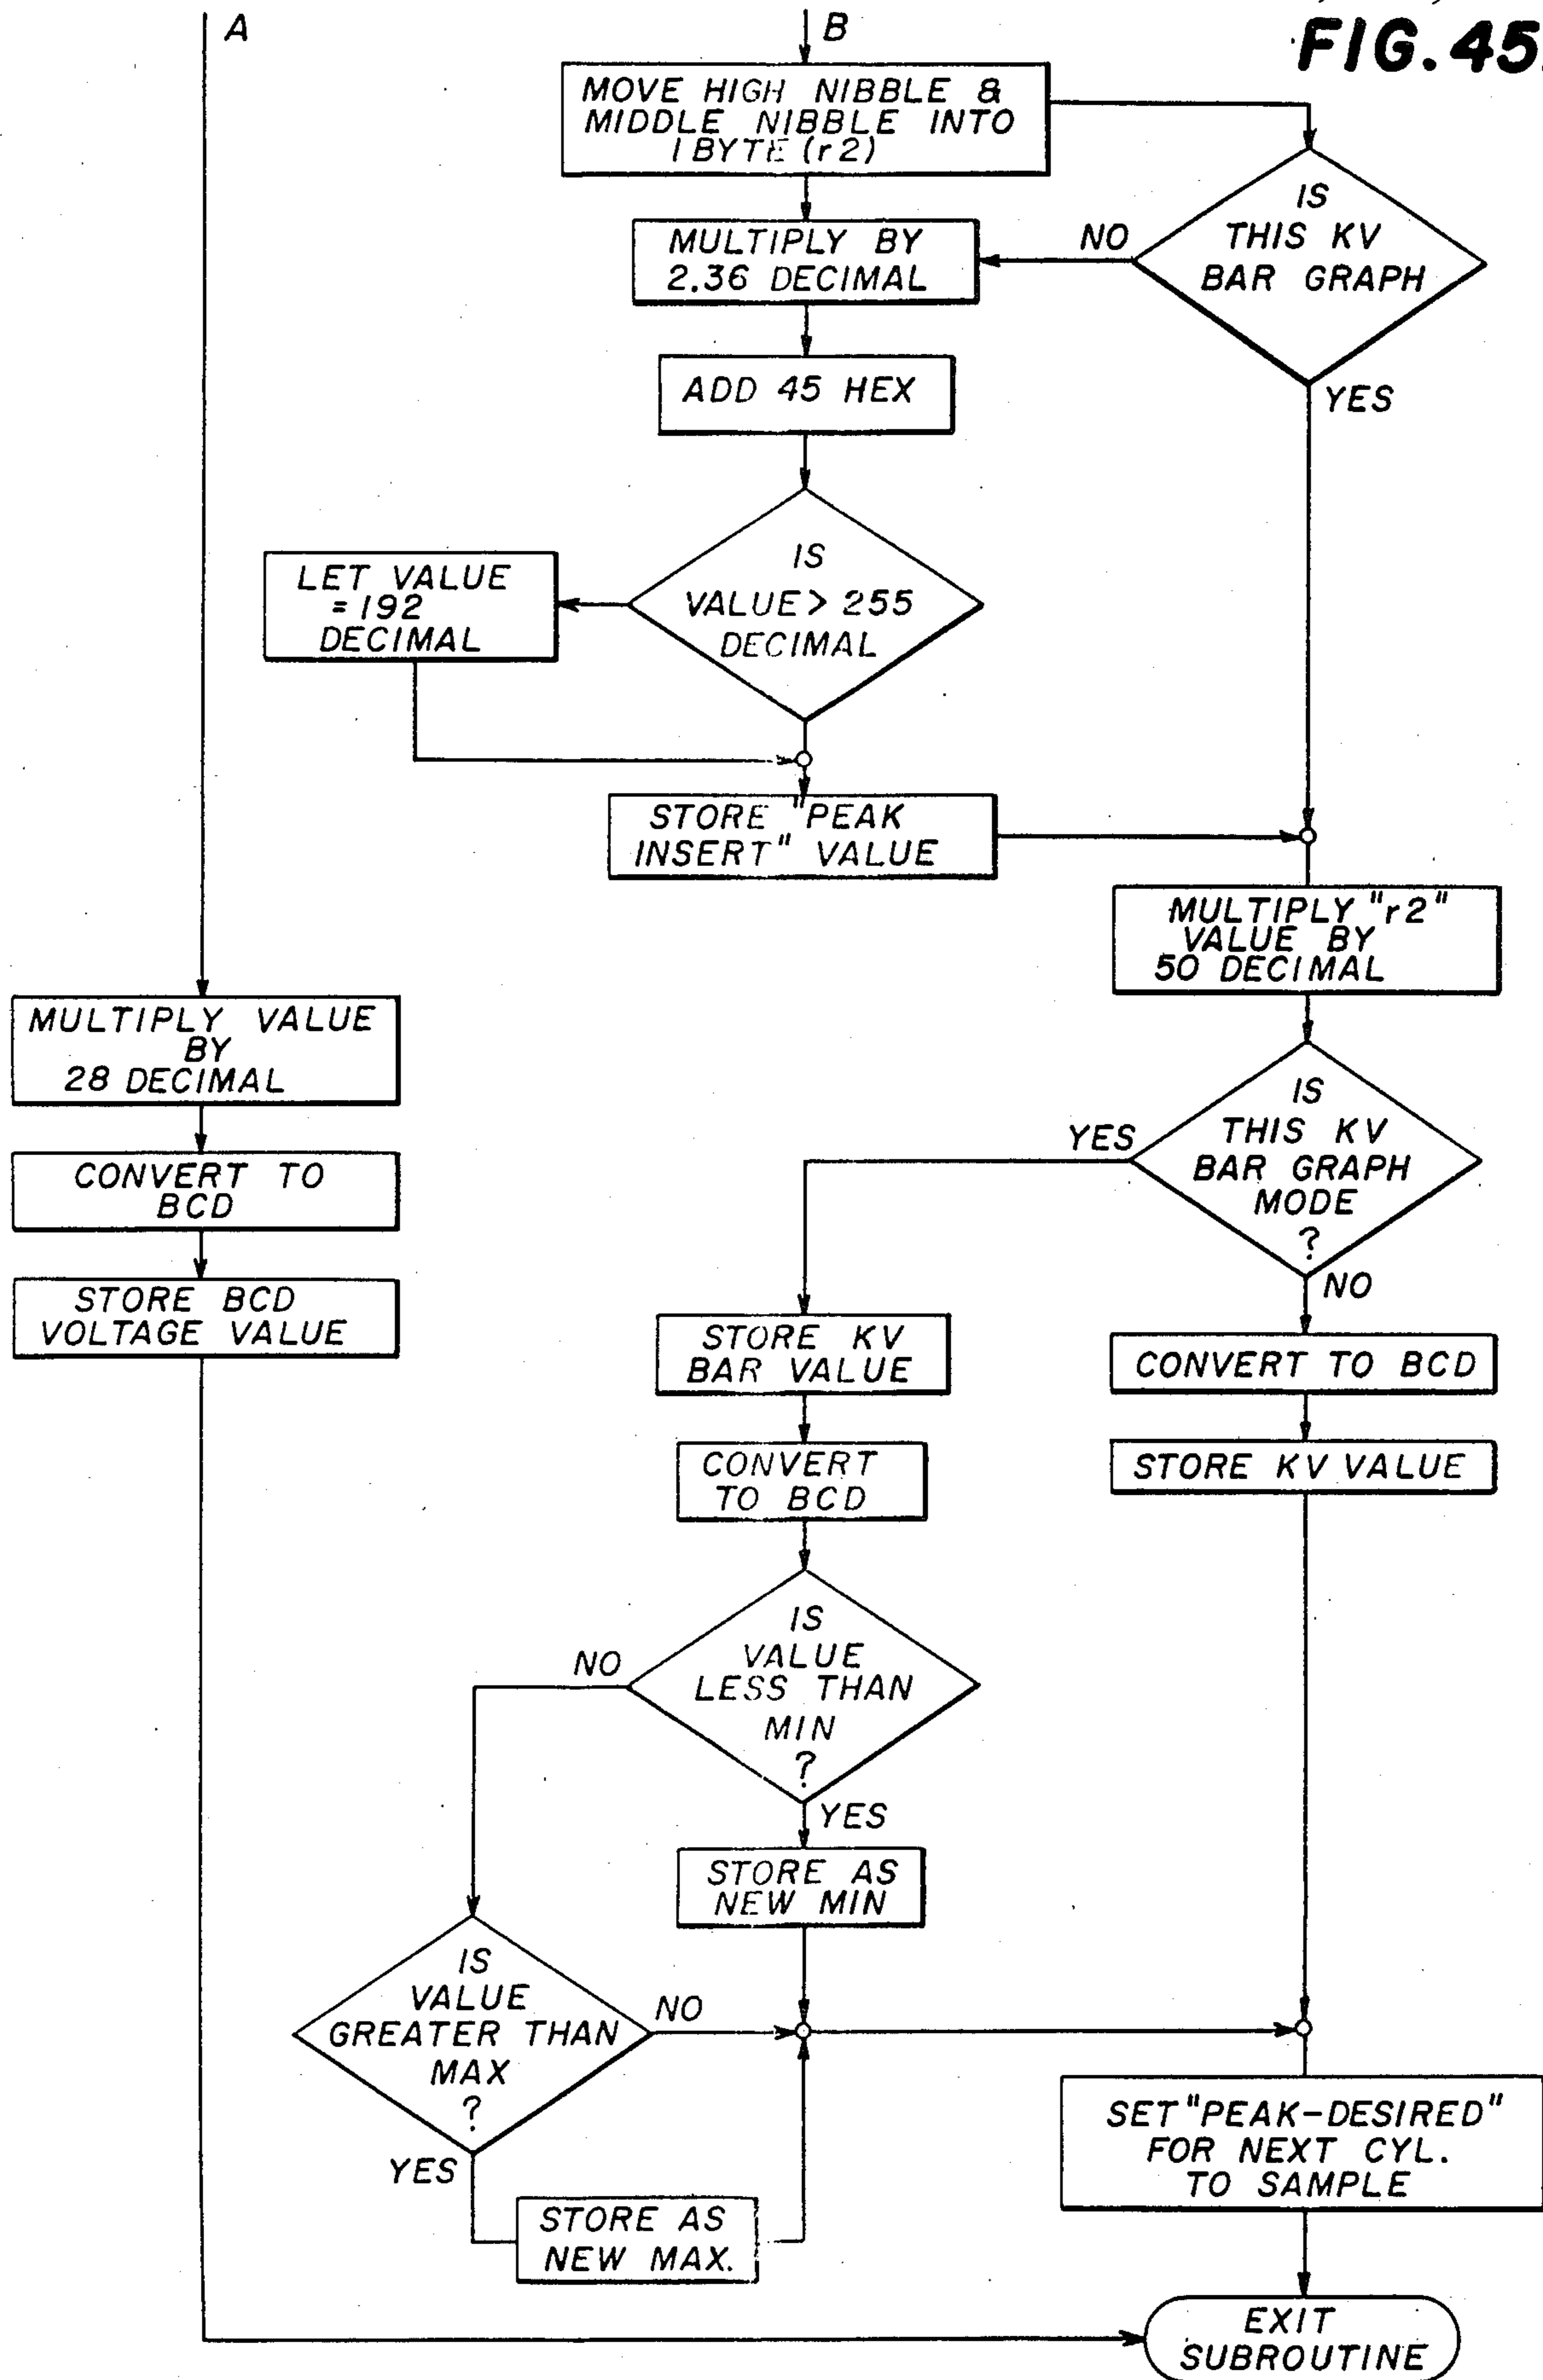 A
B
FIG. 45
MOVE HIGH NIBBLE &
MIDDLE NIBBLE INTO
1 BYTE (r2)
IS
THIS KV
BAR GRAPH
NO
YES
MULTIPLY BY
2.36 DECIMAL
ADD 45 HEX
IS
VALUE > 255
DECIMAL
LET VALUE
= 192
DECIMAL
STORE "PEAK
INSERT" VALUE
MULTIPLY "r2"
VALUE BY
50 DECIMAL
MULTIPLY VALUE
BY
28 DECIMAL
CONVERT TO
BCD
STORE BCD
VOLTAGE VALUE
IS
THIS KV
BAR GRAPH
MODE
?
YES
NO
STORE KV
BAR VALUE
CONVERT TO BCD
CONVERT
TO BCD
STORE KV VALUE
IS
VALUE
LESS THAN
MIN
?
NO
YES
STORE AS
NEW MIN
IS
VALUE
GREATER THAN
MAX
?
NO
YES
STORE AS
NEW MAX.
SET "PEAK-DESIRED"
FOR NEXT CYL.
TO SAMPLE
EXIT
SUBROUTINE